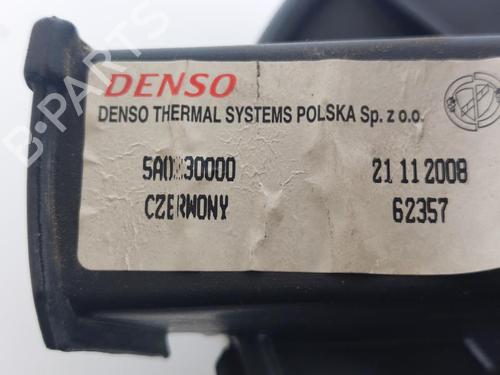 DENSO
DENSO THERMAL SYSTEMS POLSKA Sp. z o.o.
21 11 2008
CZERWONY 62357
B-PARTS